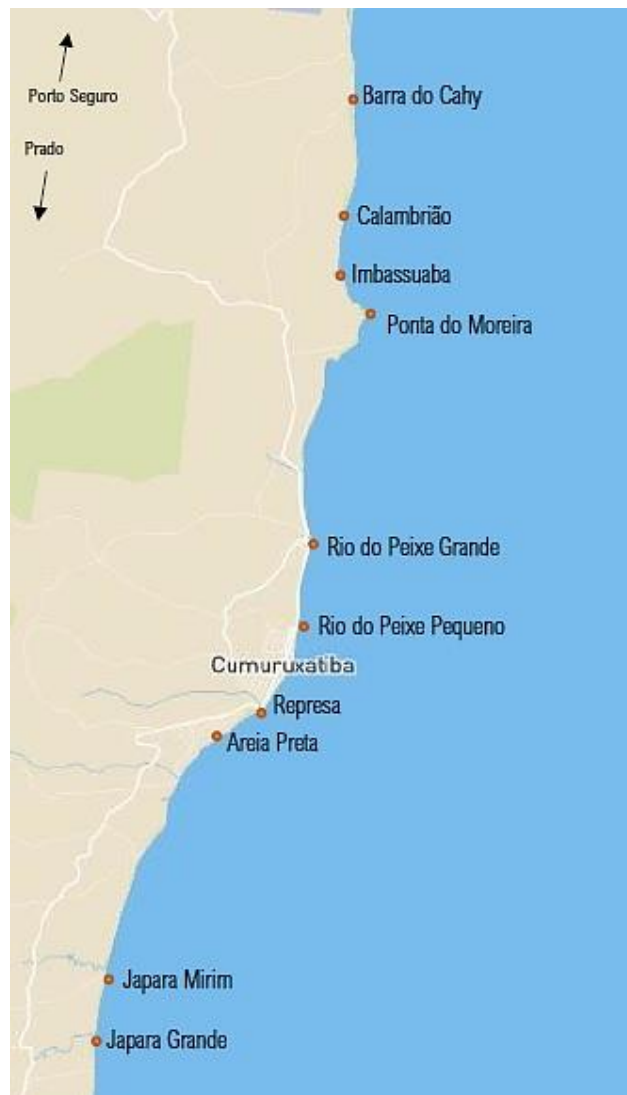 Porto Seguro
Barra do Cahy
Prado
Calambrião
Imbassuaba
Ponta do Moreira
Rio do Peixe Grande
Rio do Peixe Pequeno
Cumuruxatiba
Represa
Areia Preta
Japara Mirim
Japara Grande